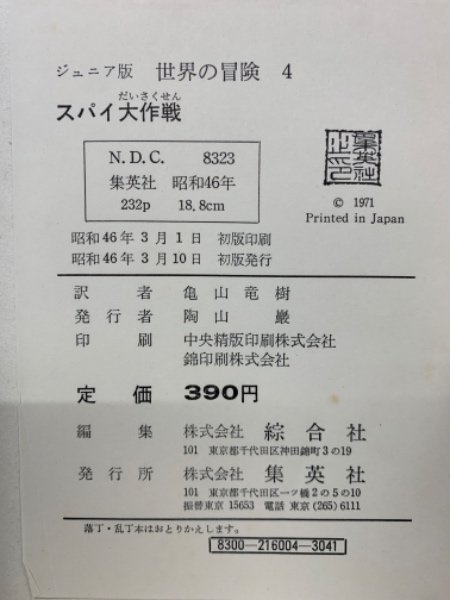 ジュニア版 世界の冒険 4
だいさくせん
スパイ大作戦
N.D.C. 8323
集英社 昭和46年
232p 18.8cm
集英社之印
© 1971
Printed in Japan
昭和46年3月1日 初版印刷
昭和46年3月10日 初版発行
訳者 亀山竜樹
発行者 陶山巌
印刷 中央精版印刷株式会社
錦印刷株式会社
定価 390円
編集 株式会社 綜合社
101 東京都千代田区神田錦町3の19
発行所 株式会社 集英社
101 東京都千代田区一ツ橋2の5の10
振替東京 15653 電話 東京(265)6111
落丁・乱丁本はおとりかえします。
8300—216004—3041